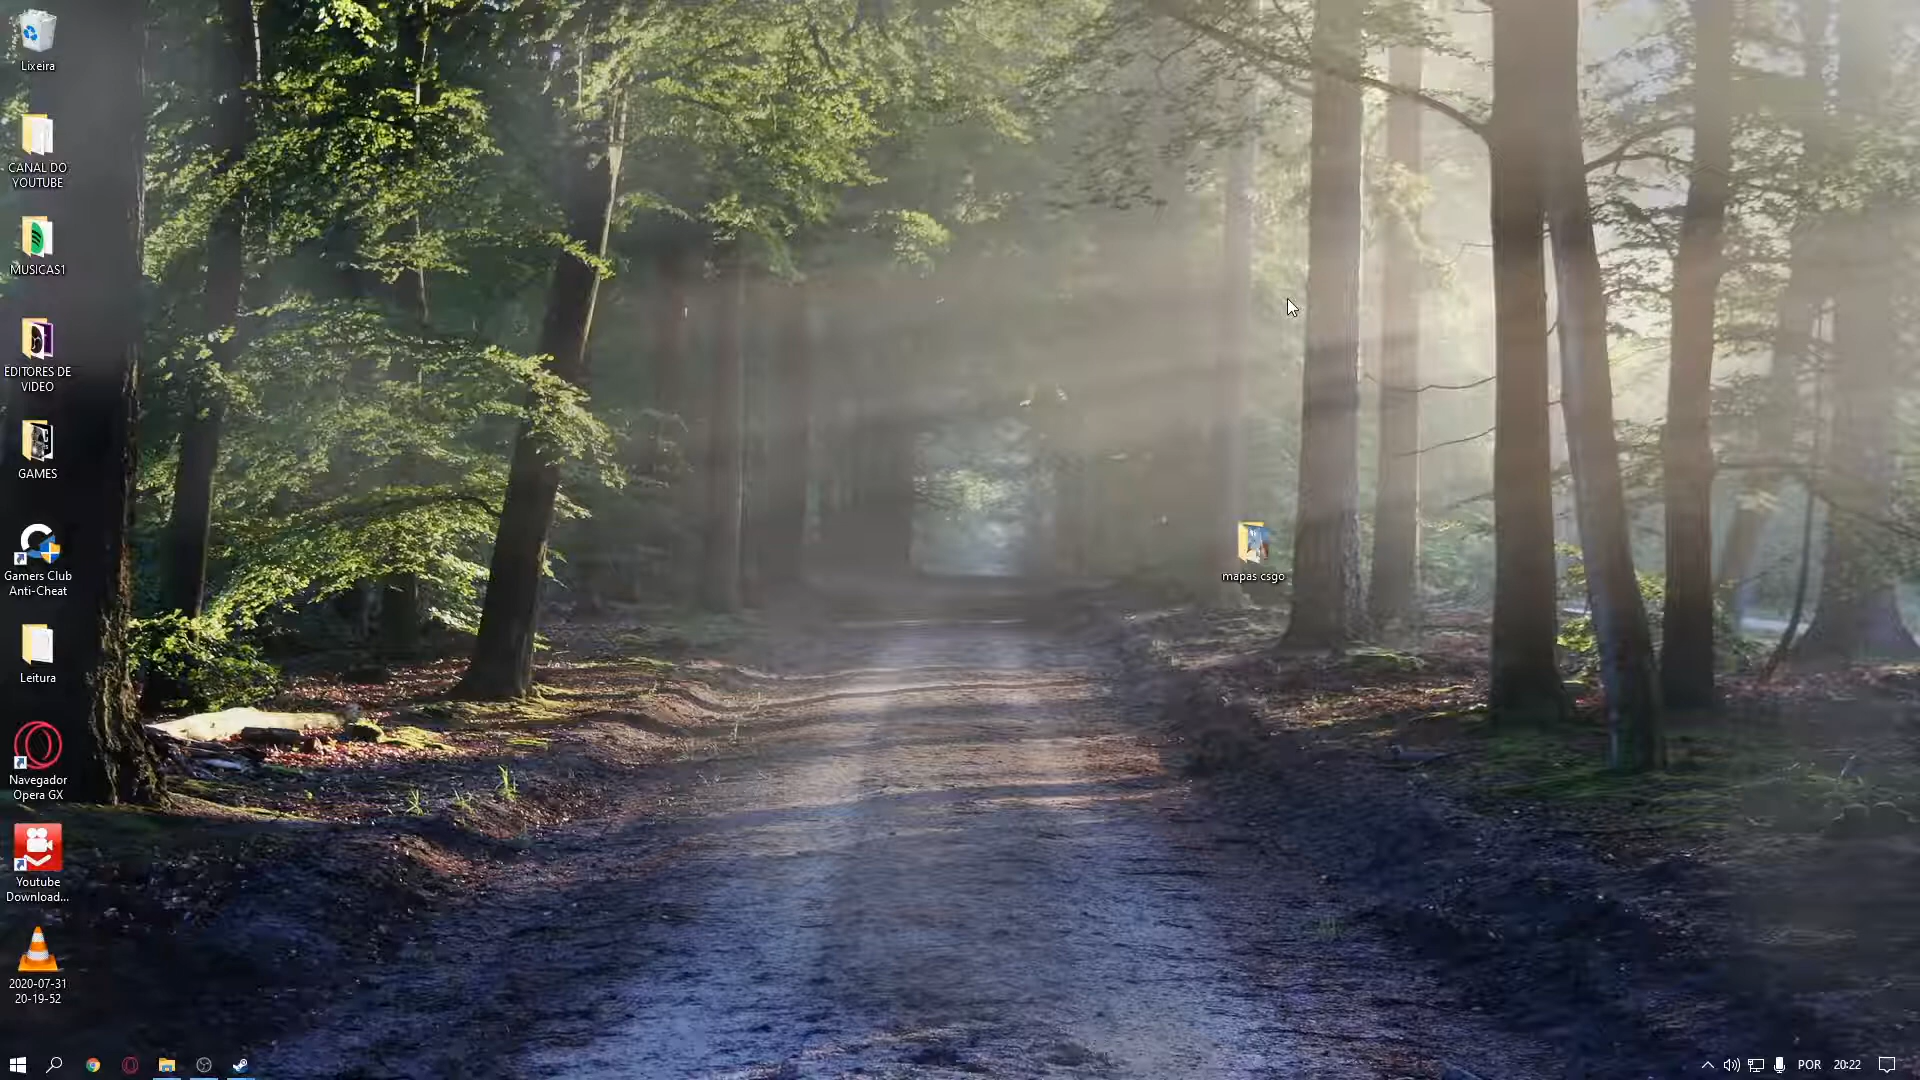 Lixeira
CANAL DO
YOUTUBE
MUSICAS1
EDITORES DE
VIDEO
GAMES
Gamers Club
Anti-Cheat
Leitura
Navegador
Opera GX
Youtube
Download...
2020-07-31
20-19-52
mapas csgo
POR
20:22